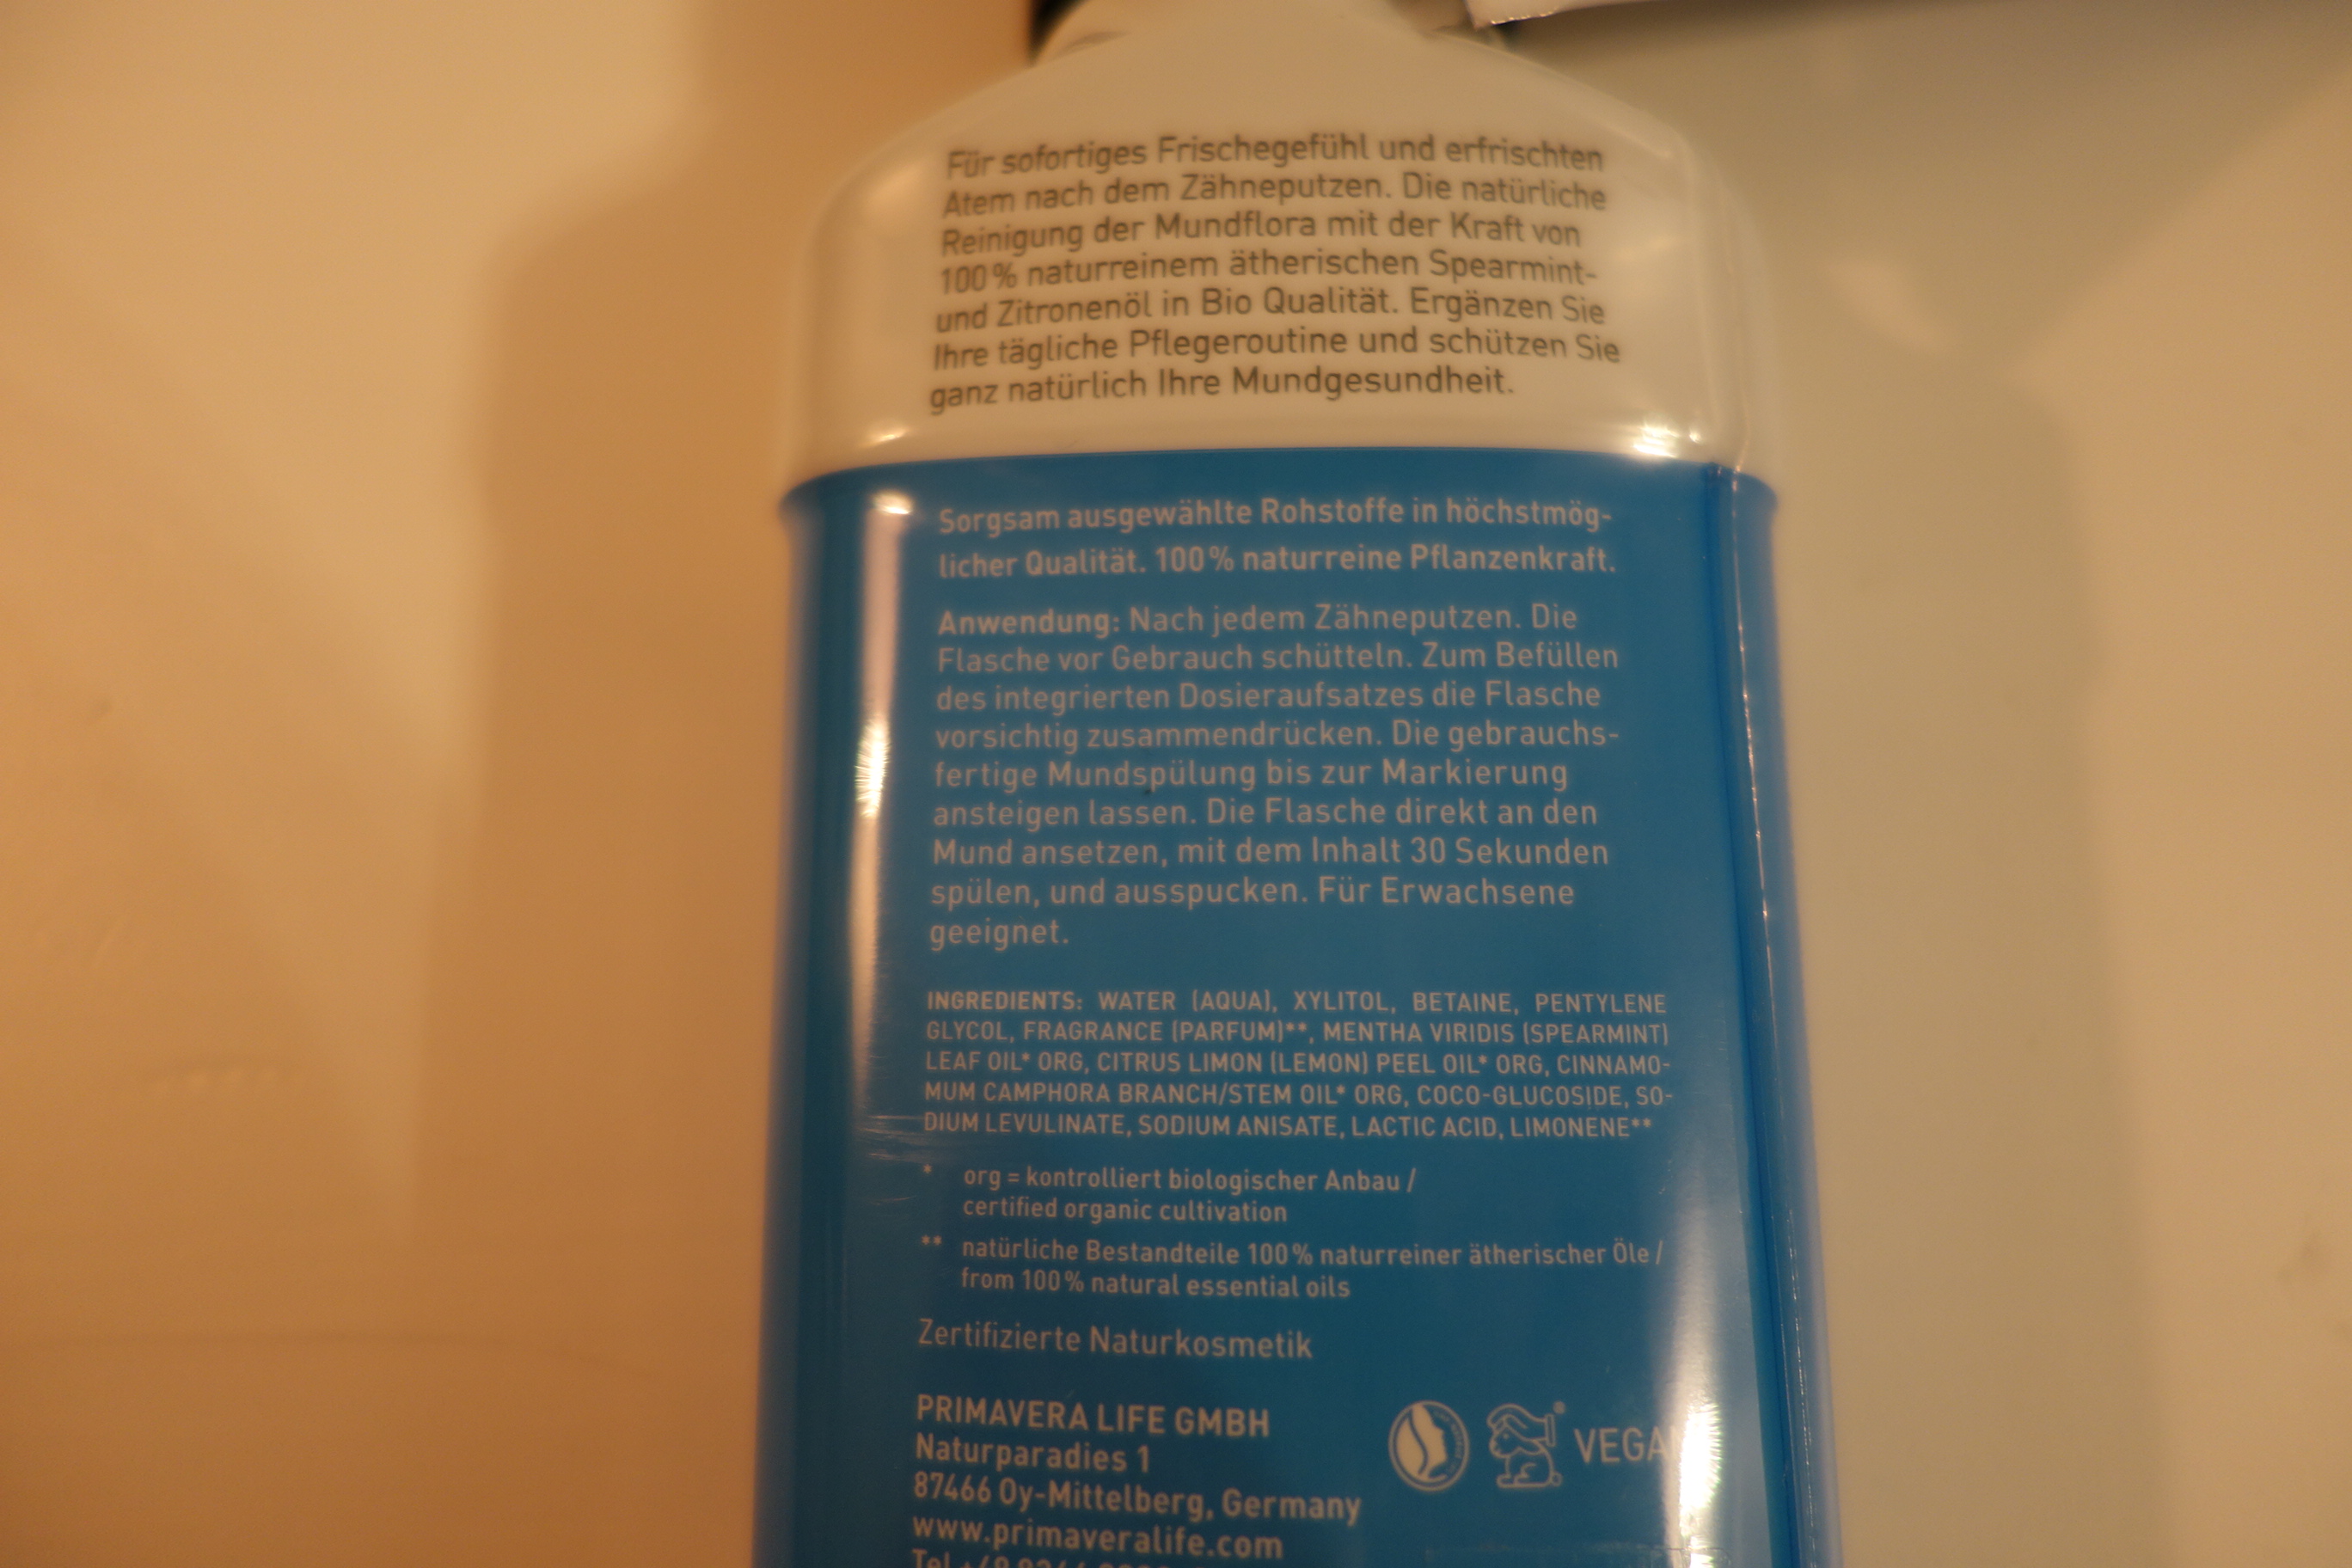 Für sofortiges Frischegefühl und erfrischten
Atem nach dem Zähneputzen. Die natürliche
Reinigung der Mundflora mit der Kraft von
100 % naturreinem ätherischen Spearmint-
und Zitronenöl in Bio Qualität. Ergänzen Sie
Ihre tägliche Pflegeroutine und schützen Sie
ganz natürlich Ihre Mundgesundheit.
Sorgsam ausgewählte Rohstoffe in höchstmög-
licher Qualität. 100 % naturreine Pflanzenkraft.
Anwendung: Nach jedem Zähneputzen. Die
Flasche vor Gebrauch schütteln. Zum Befüllen
des integrierten Dosieraufsatzes die Flasche
vorsichtig zusammendrücken. Die gebrauchs-
fertige Mundspülung bis zur Markierung
ansteigen lassen. Die Flasche direkt an den
Mund ansetzen, mit dem Inhalt 30 Sekunden
spülen, und ausspucken. Für Erwachsene
geeignet.
INGREDIENTS: WATER (AQUA), XYLITOL, BETAINE, PENTYLENE
GLYCOL, FRAGRANCE (PARFUM)**, MENTHA VIRIDIS (SPEARMINT)
LEAF OIL* ORG, CITRUS LIMON (LEMON) PEEL OIL* ORG, CINNAMO-
MUM CAMPHORA BRANCH/STEM OIL* ORG, COCO-GLUCOSIDE, SO-
DIUM LEVULINATE, SODIUM ANISATE, LACTIC ACID, LIMONENE**
* org = kontrolliert biologischer Anbau /
certified organic cultivation
** natürliche Bestandteile 100 % naturreiner ätherischer Öle /
from 100 % natural essential oils
Zertifizierte Naturkosmetik
PRIMAVERA LIFE GMBH
Naturparadies 1
87466 Oy-Mittelberg, Germany
www.primaveralife.com
VEGAN